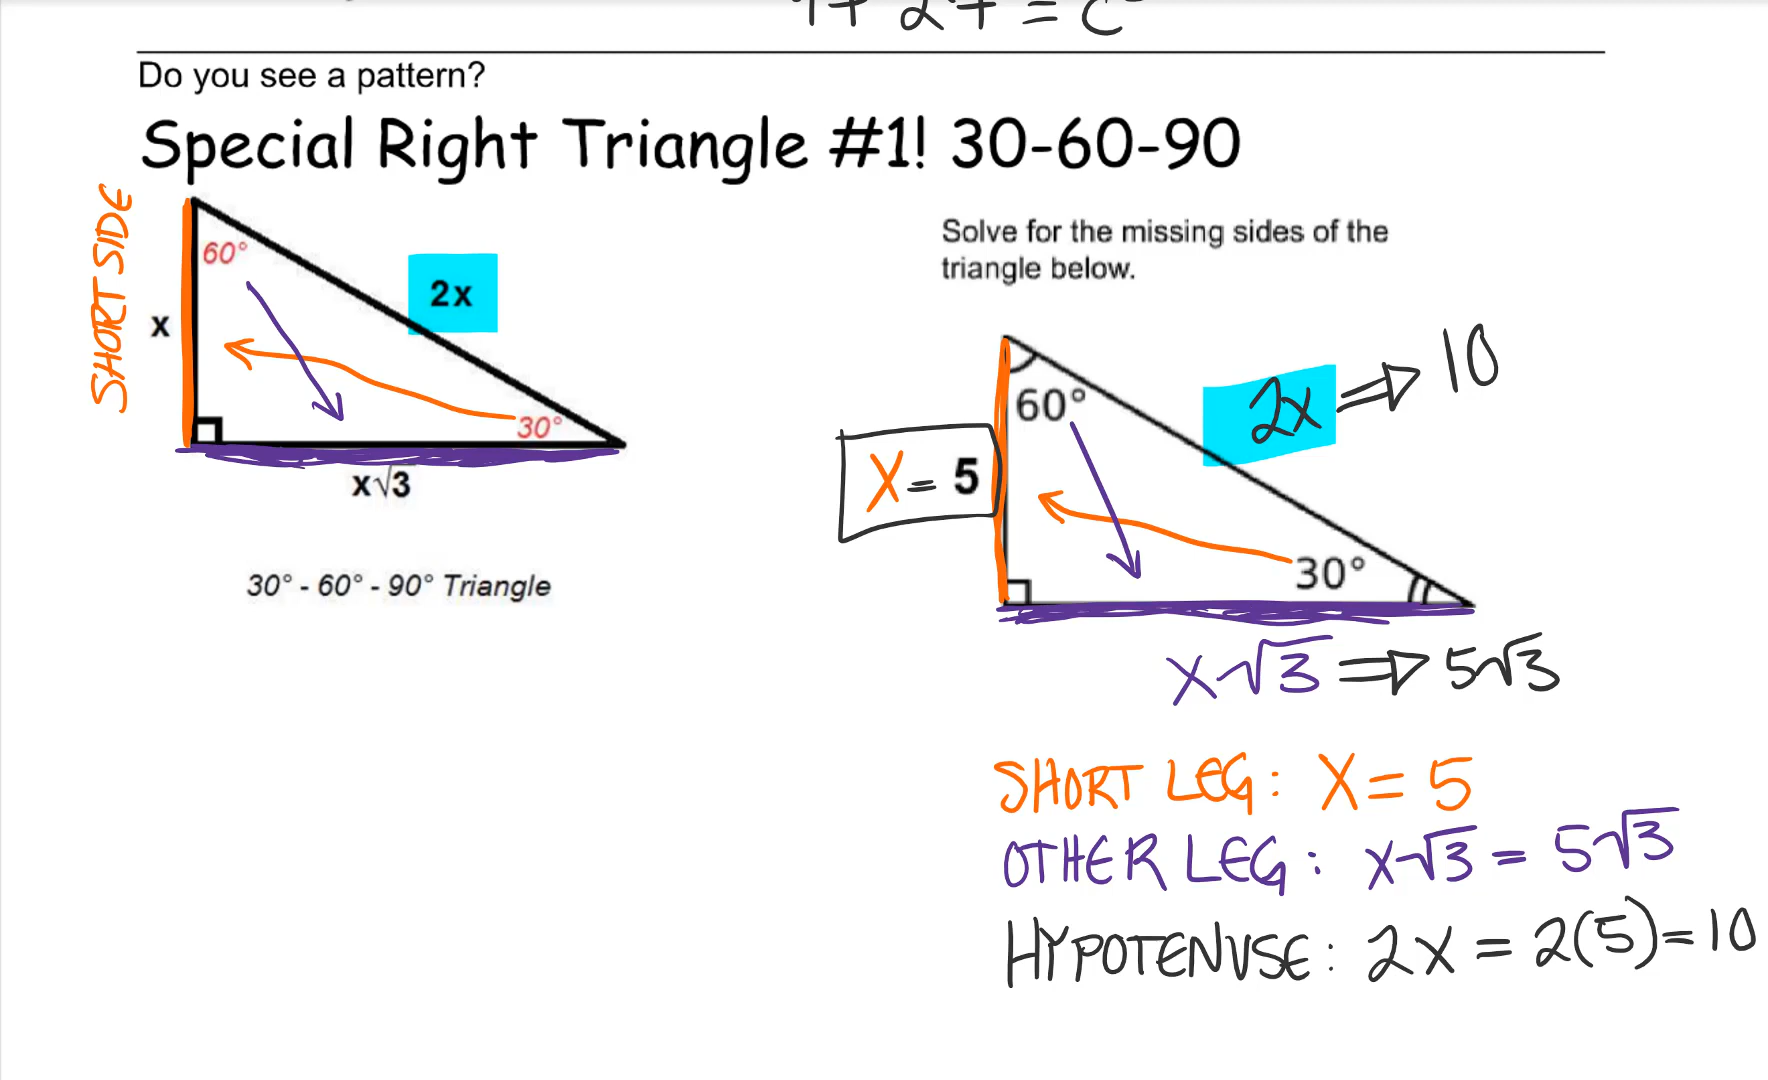 Do you see a pattern?
Special Right Triangle #1! 30-60-90
SHORT SIDE
60°
2x
x
30°
x√3
30° - 60° - 90° Triangle
Solve for the missing sides of the
triangle below.
60°
2x ⇒ 10
X = 5
30°
x√3 ⇒ 5√3
SHORT LEG: X = 5
OTHER LEG: x√3 = 5√3
HYPOTENUSE: 2X = 2(5)=10